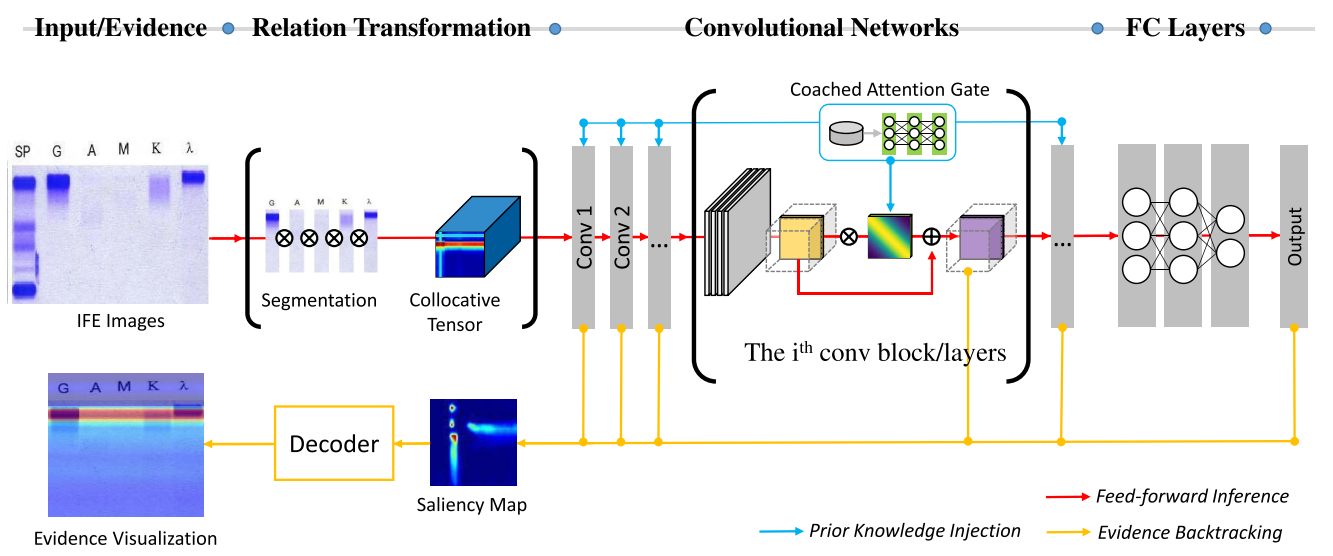 Input/Evidence
Relation Transformation
Convolutional Networks
FC Layers
Coached Attention Gate
SP G A M K λ
G A M K λ
Conv 1
Conv 2
...
...
Output
Segmentation
Collocative
Tensor
IFE Images
The iᵗʰ conv block/layers
G A M K λ
Decoder
Saliency Map
Evidence Visualization
Feed-forward Inference
Prior Knowledge Injection
Evidence Backtracking